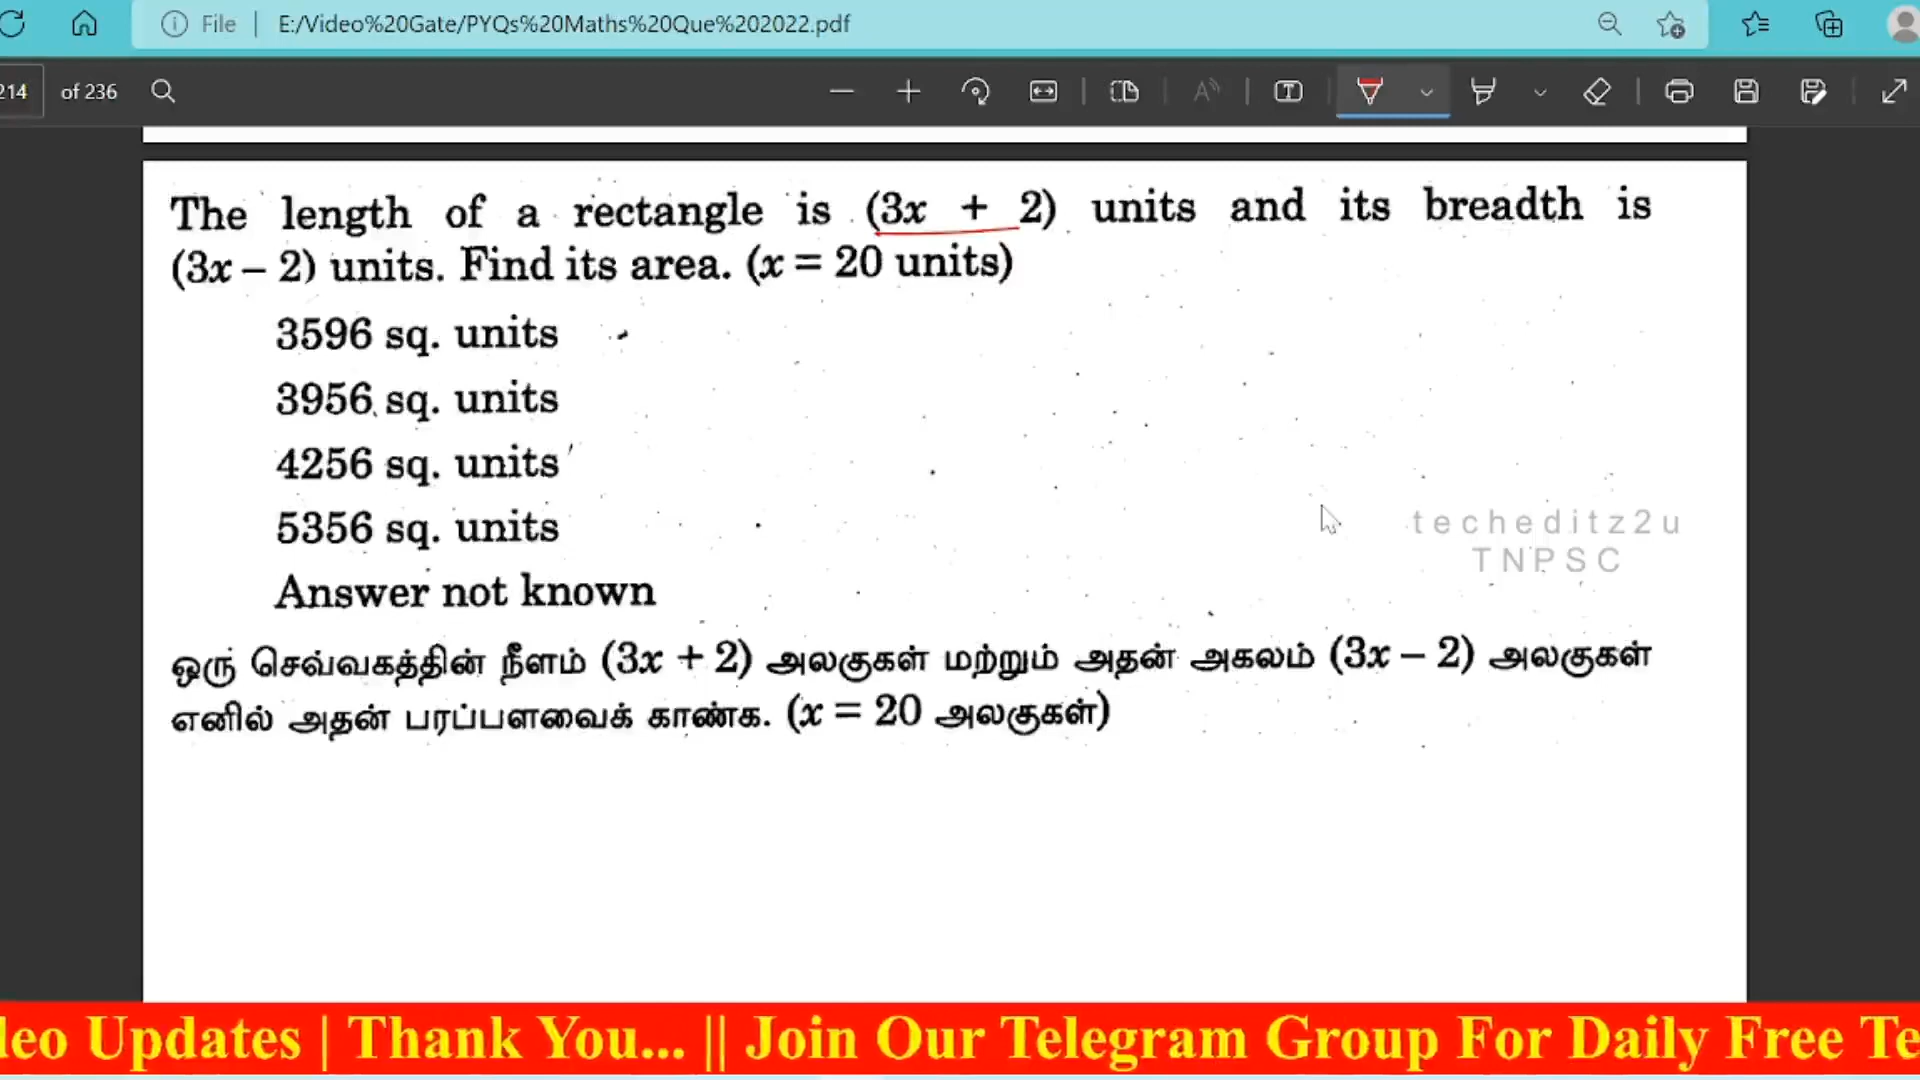 File | E:/Video%20Gate/PYQs%20Maths%20Que%202022.pdf
214 of 236
The length of a rectangle is (3x + 2) units and its breadth is
(3x – 2) units. Find its area. (x = 20 units)
3596 sq. units
3956 sq. units
4256 sq. units
5356 sq. units
Answer not known
techeditz2u
TNPSC
ஒரு செவ்வகத்தின் நீளம் (3x + 2) அலகுகள் மற்றும் அதன் அகலம் (3x – 2) அலகுகள்
எனில் அதன் பரப்பளவைக் காண்க. (x = 20 அலகுகள்)
Updates | Thank You... || Join Our Telegram Group For Daily Free